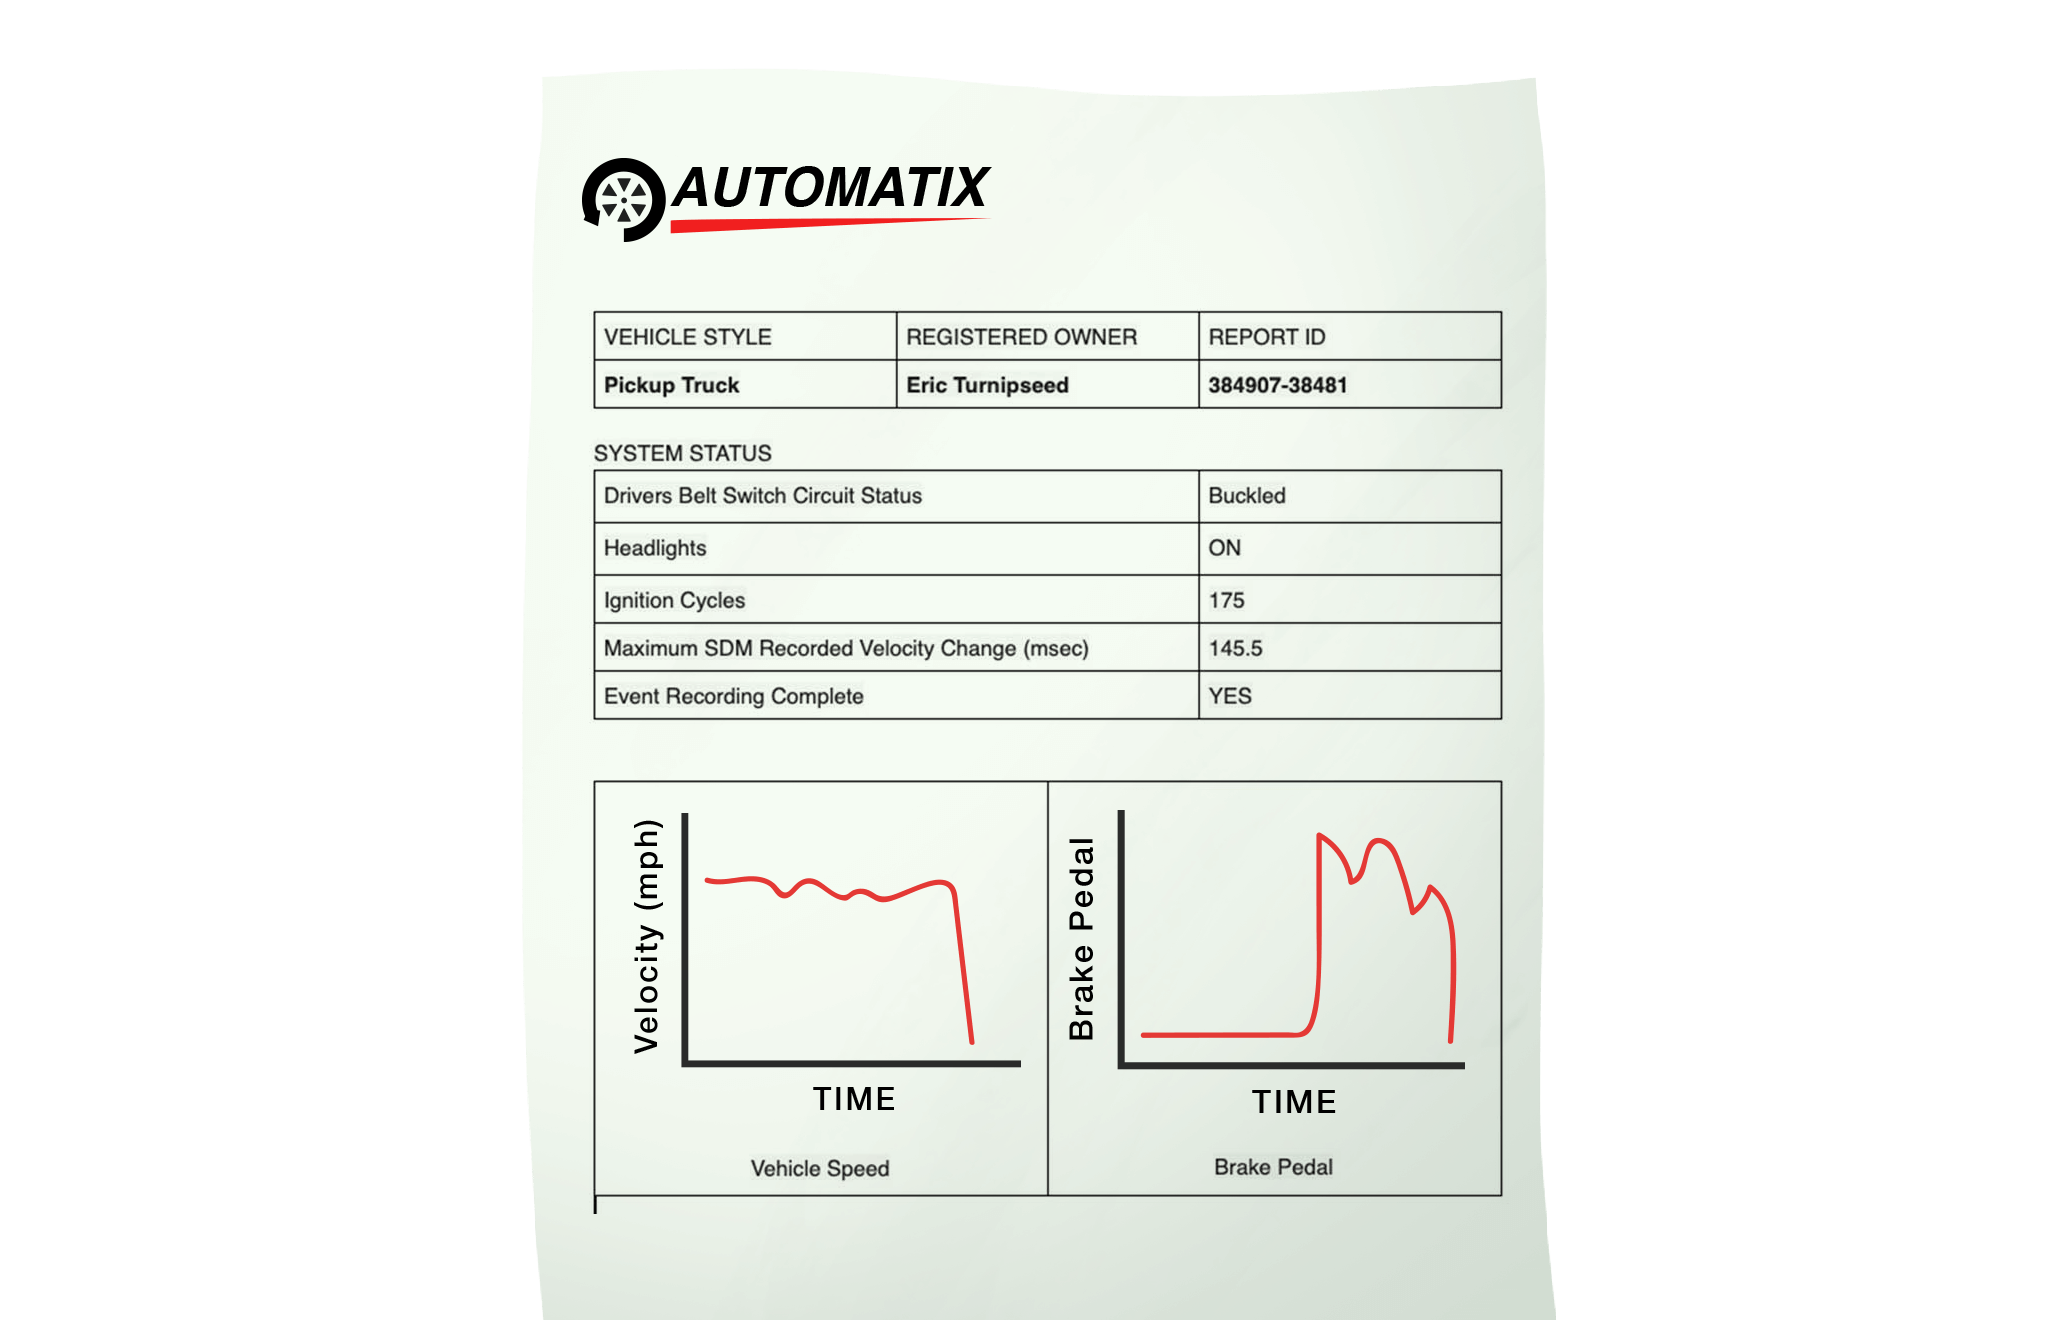 AUTOMATIX
VEHICLE STYLE REGISTERED OWNER REPORT ID
Pickup Truck Eric Turnipseed 384907-38481
SYSTEM STATUS
Drivers Belt Switch Circuit Status Buckled
Headlights ON
Ignition Cycles 175
Maximum SDM Recorded Velocity Change (msec) 145.5
Event Recording Complete YES
Velocity (mph)
TIME
Vehicle Speed
Brake Pedal
TIME
Brake Pedal